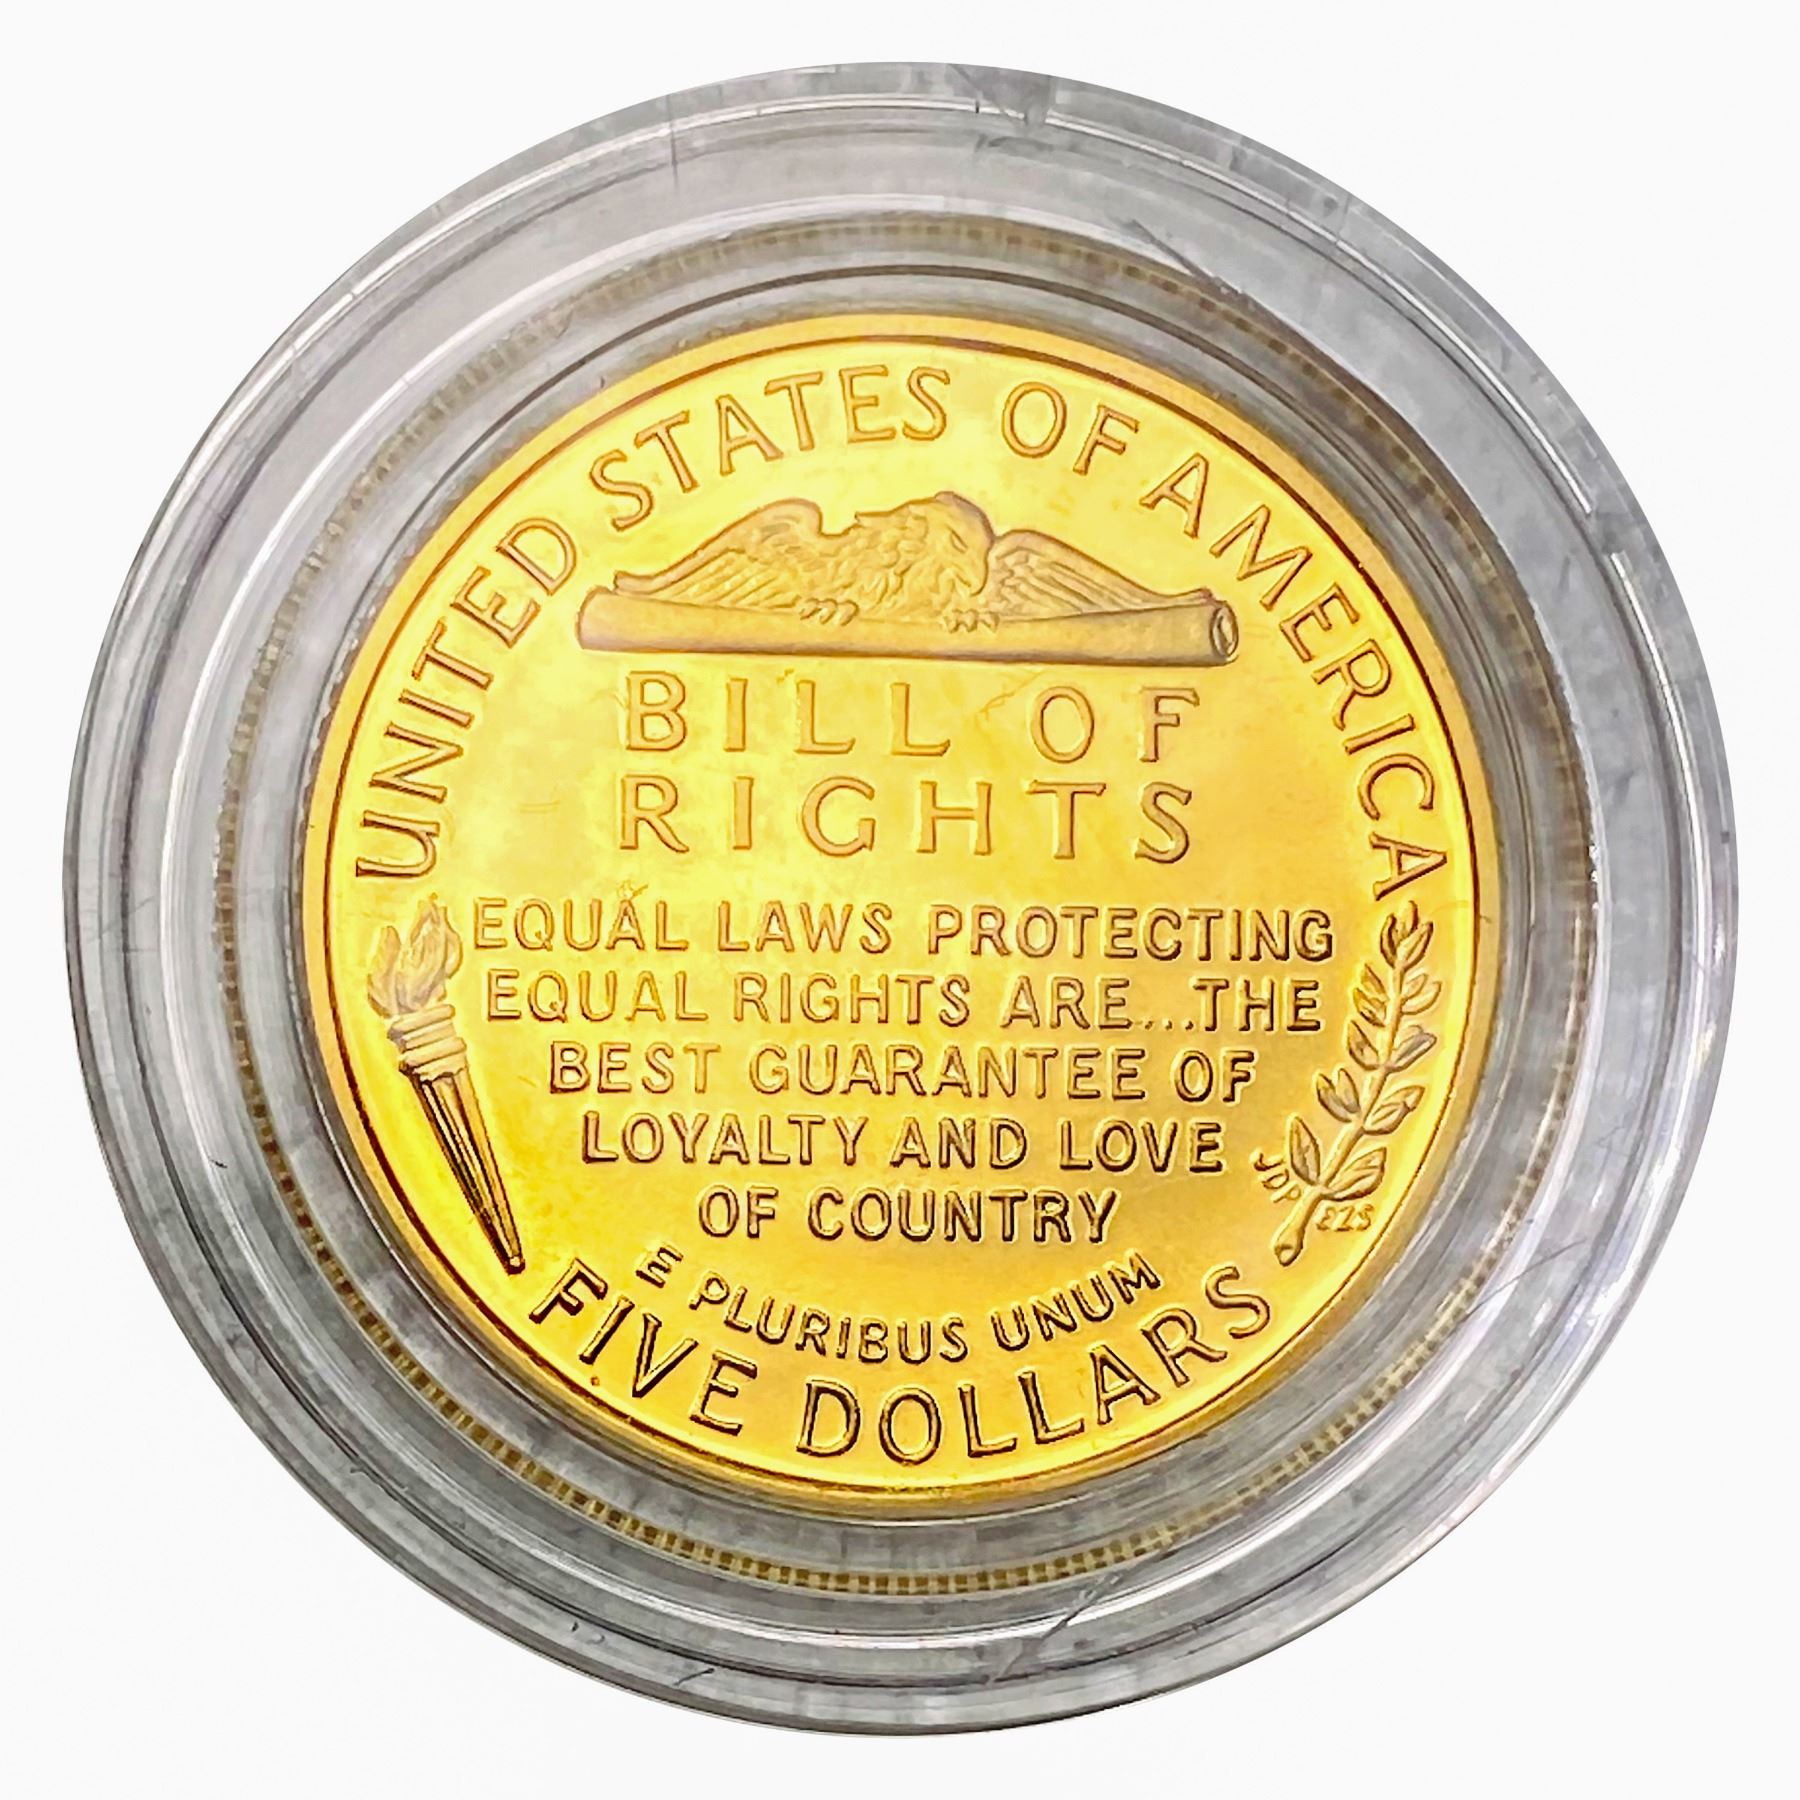 UNITED STATES OF AMERICA
BILL OF
RIGHTS
EQUAL LAWS PROTECTING
EQUAL RIGHTS ARE...THE
BEST GUARANTEE OF
LOYALTY AND LOVE
OF COUNTRY
JDP
E PLURIBUS UNUM
FIVE DOLLARS